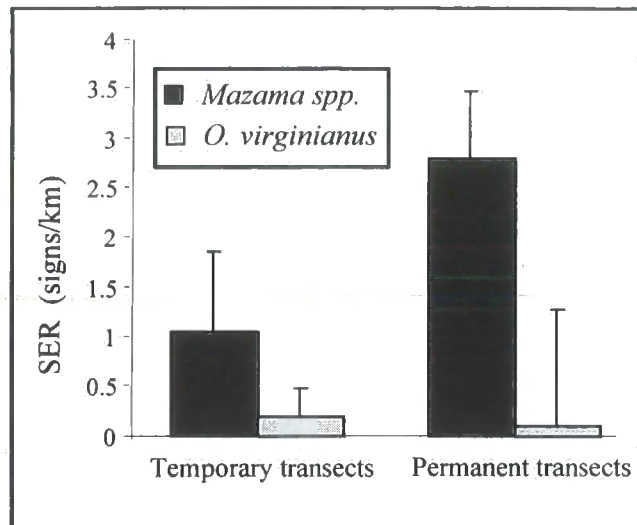 4
3.5
3
2.5
2
1.5
1
0.5
0
SER (signs/km)
Mazama spp.
O. virginianus
Temporary transects Permanent transects